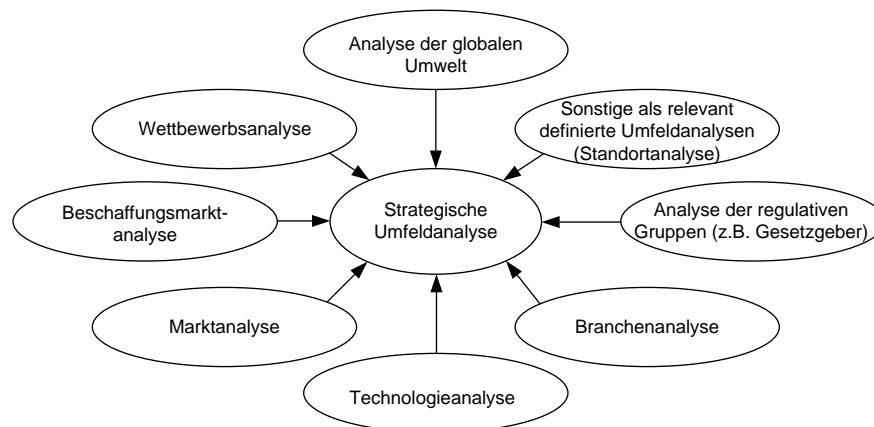 Analyse der globalen
Umwelt
Wettbewerbsanalyse
Sonstige als relevant
definierte Umfeldanalysen
(Standortanalyse)
Beschaffungsmarkt-
analyse
Strategische
Umfeldanalyse
Analyse der regulativen
Gruppen (z.B. Gesetzgeber)
Marktanalyse
Branchenanalyse
Technologieanalyse